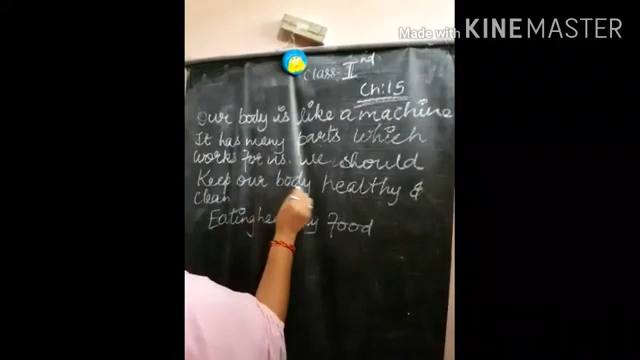 Made with KINEMASTER
Class-IInd
Ch:15
Our body is like a machine
It has many parts which
works for us. we should
Keep our body healthy &
clean
Eating Food